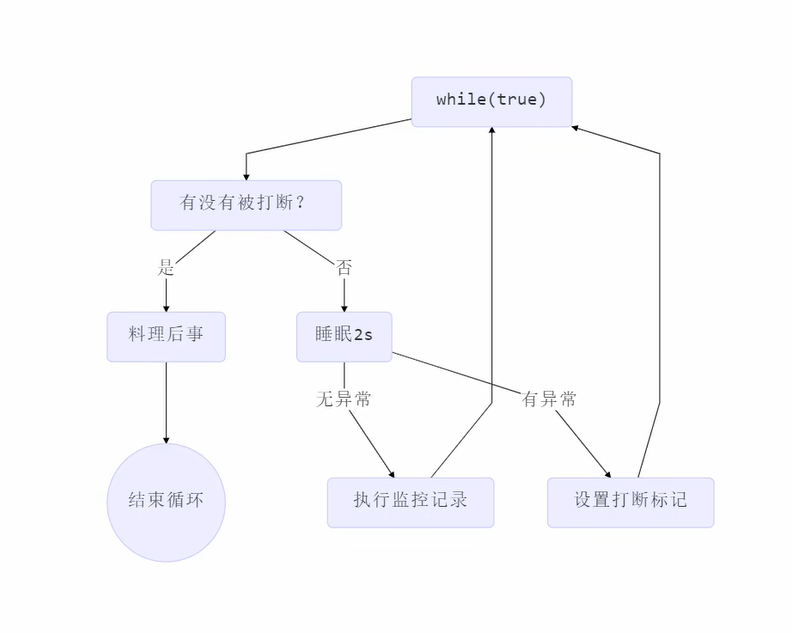 while(true)
有没有被打断？
是
否
料理后事
睡眠2s
无异常
有异常
结束循环
执行监控记录
设置打断标记